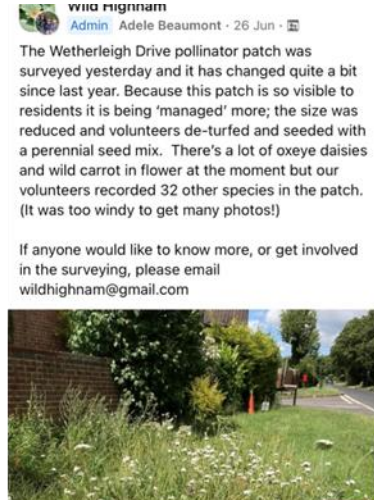 Wild Highnam
Admin Adele Beaumont · 26 Jun ·
The Wetherleigh Drive pollinator patch was
surveyed yesterday and it has changed quite a bit
since last year. Because this patch is so visible to
residents it is being ‘managed’ more; the size was
reduced and volunteers de-turfed and seeded with
a perennial seed mix.  There’s a lot of oxeye daisies
and wild carrot in flower at the moment but our
volunteers recorded 32 other species in the patch.
(It was too windy to get many photos!)
If anyone would like to know more, or get involved
in the surveying, please email
wildhighnam@gmail.com